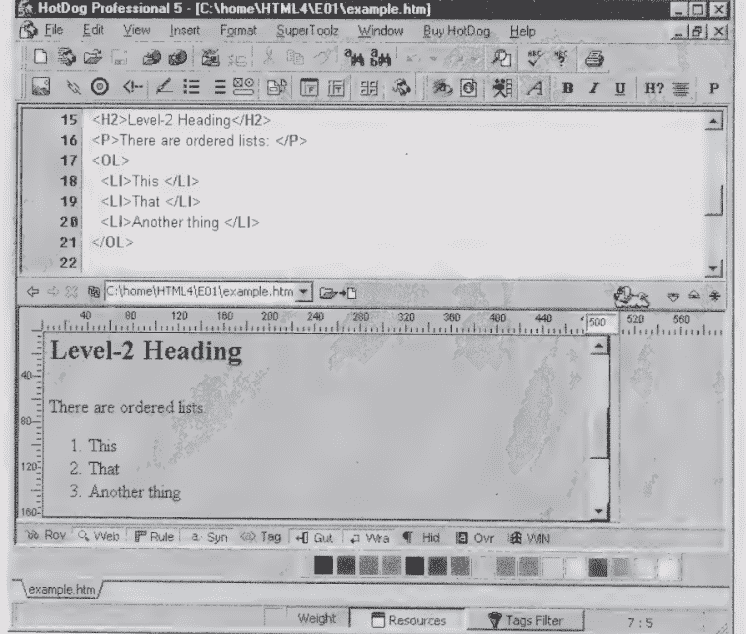 HotDog Professional 5 - [C:\home\HTML4\E01\example.htm]
File Edit View Insert Format SuperToolz Window Buy HotDog Help
B I U H? P
15 <H2>Level-2 Heading</H2>
16 <P>There are ordered lists: </P>
17 <OL>
18 <LI>This </LI>
19 <LI>That </LI>
20 <LI>Another thing </LI>
21 </OL>
22
C:\home\HTML4\E01\example.htm
40 80 120 160 200 240 280 320 360 400 440 500 520 560
Level-2 Heading
40
There are ordered lists
80
1. This
2. That
120
3. Another thing
160
Rov Web Rule Syn Tag Gut Wra Hid Ovr WIN
example.htm
Weight Resources Tags Filter 7:5